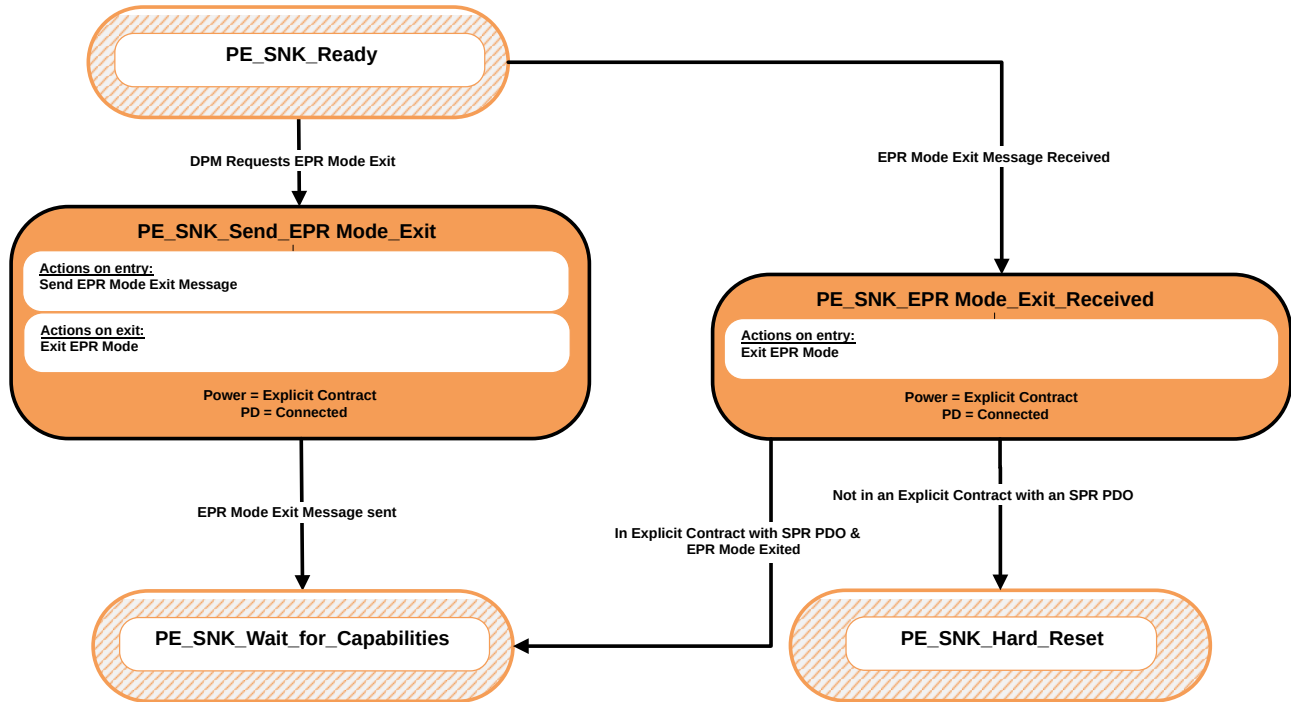 PE_SNK_Ready
DPM Requests EPR Mode Exit
EPR Mode Exit Message Received
PE_SNK_Send_EPR Mode_Exit
Actions on entry:
Send EPR Mode Exit Message
Actions on exit:
Exit EPR Mode
Power = Explicit Contract
PD = Connected
PE_SNK_EPR Mode_Exit_Received
Actions on entry:
Exit EPR Mode
Power = Explicit Contract
PD = Connected
EPR Mode Exit Message sent
In Explicit Contract with SPR PDO &
EPR Mode Exited
Not in an Explicit Contract with an SPR PDO
PE_SNK_Wait_for_Capabilities
PE_SNK_Hard_Reset